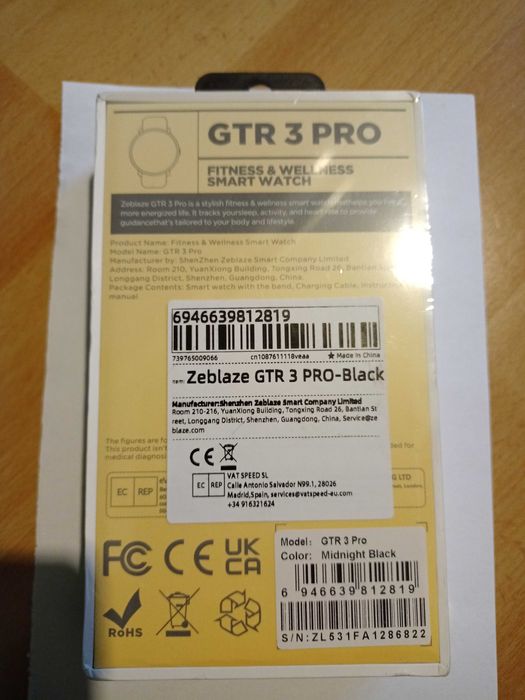 GTR 3 PRO
FITNESS & WELLNESS
SMART WATCH
Zeblaze GTR 3 Pro is a stylish fitness & wellness smart watch thathelps you live a
more energized life. It tracks yoursleep, activity, and heart rate to provide
guidancethat's tailored to your body and lifestyle.
Product Name: Fitness & Wellness Smart Watch
Model Name: GTR 3 Pro
Manufacturer by: ShenZhen Zeblaze Smart Company Limited
Address: Room 210, YuanXiong Building, Tongxing Road 26, Bantian
Longgang District, Shenzhen, Guangdong, China.
Package Contents: Smart watch with the band, Charging Cable,
manual
6946639812819
739765009066 cn1087611118veaa ★ Made in China
nam: Zeblaze GTR 3 PRO-Black
Manufacturer:Shenzhen Zeblaze Smart Company Limited
Room 210-216, YuanXiong Building, Tongxing Road 26, Bantian St
reet, Longgang District, Shenzhen, Guangdong, China, Service@ze
blaze.com
The figures are
This product isn't
medical
for
CE
EC REP
VAT SPEED SL
Calle Antonio Salvador N99.1, 28026
Madrid,Spain, services@vatspeed-eu.com
+34 916321624
EC REP
G LTD
FC CE UK
CA
RoHS
Model: GTR 3 Pro
Color: Midnight Black
6 946639 812819
S/N:ZL531FA1286822